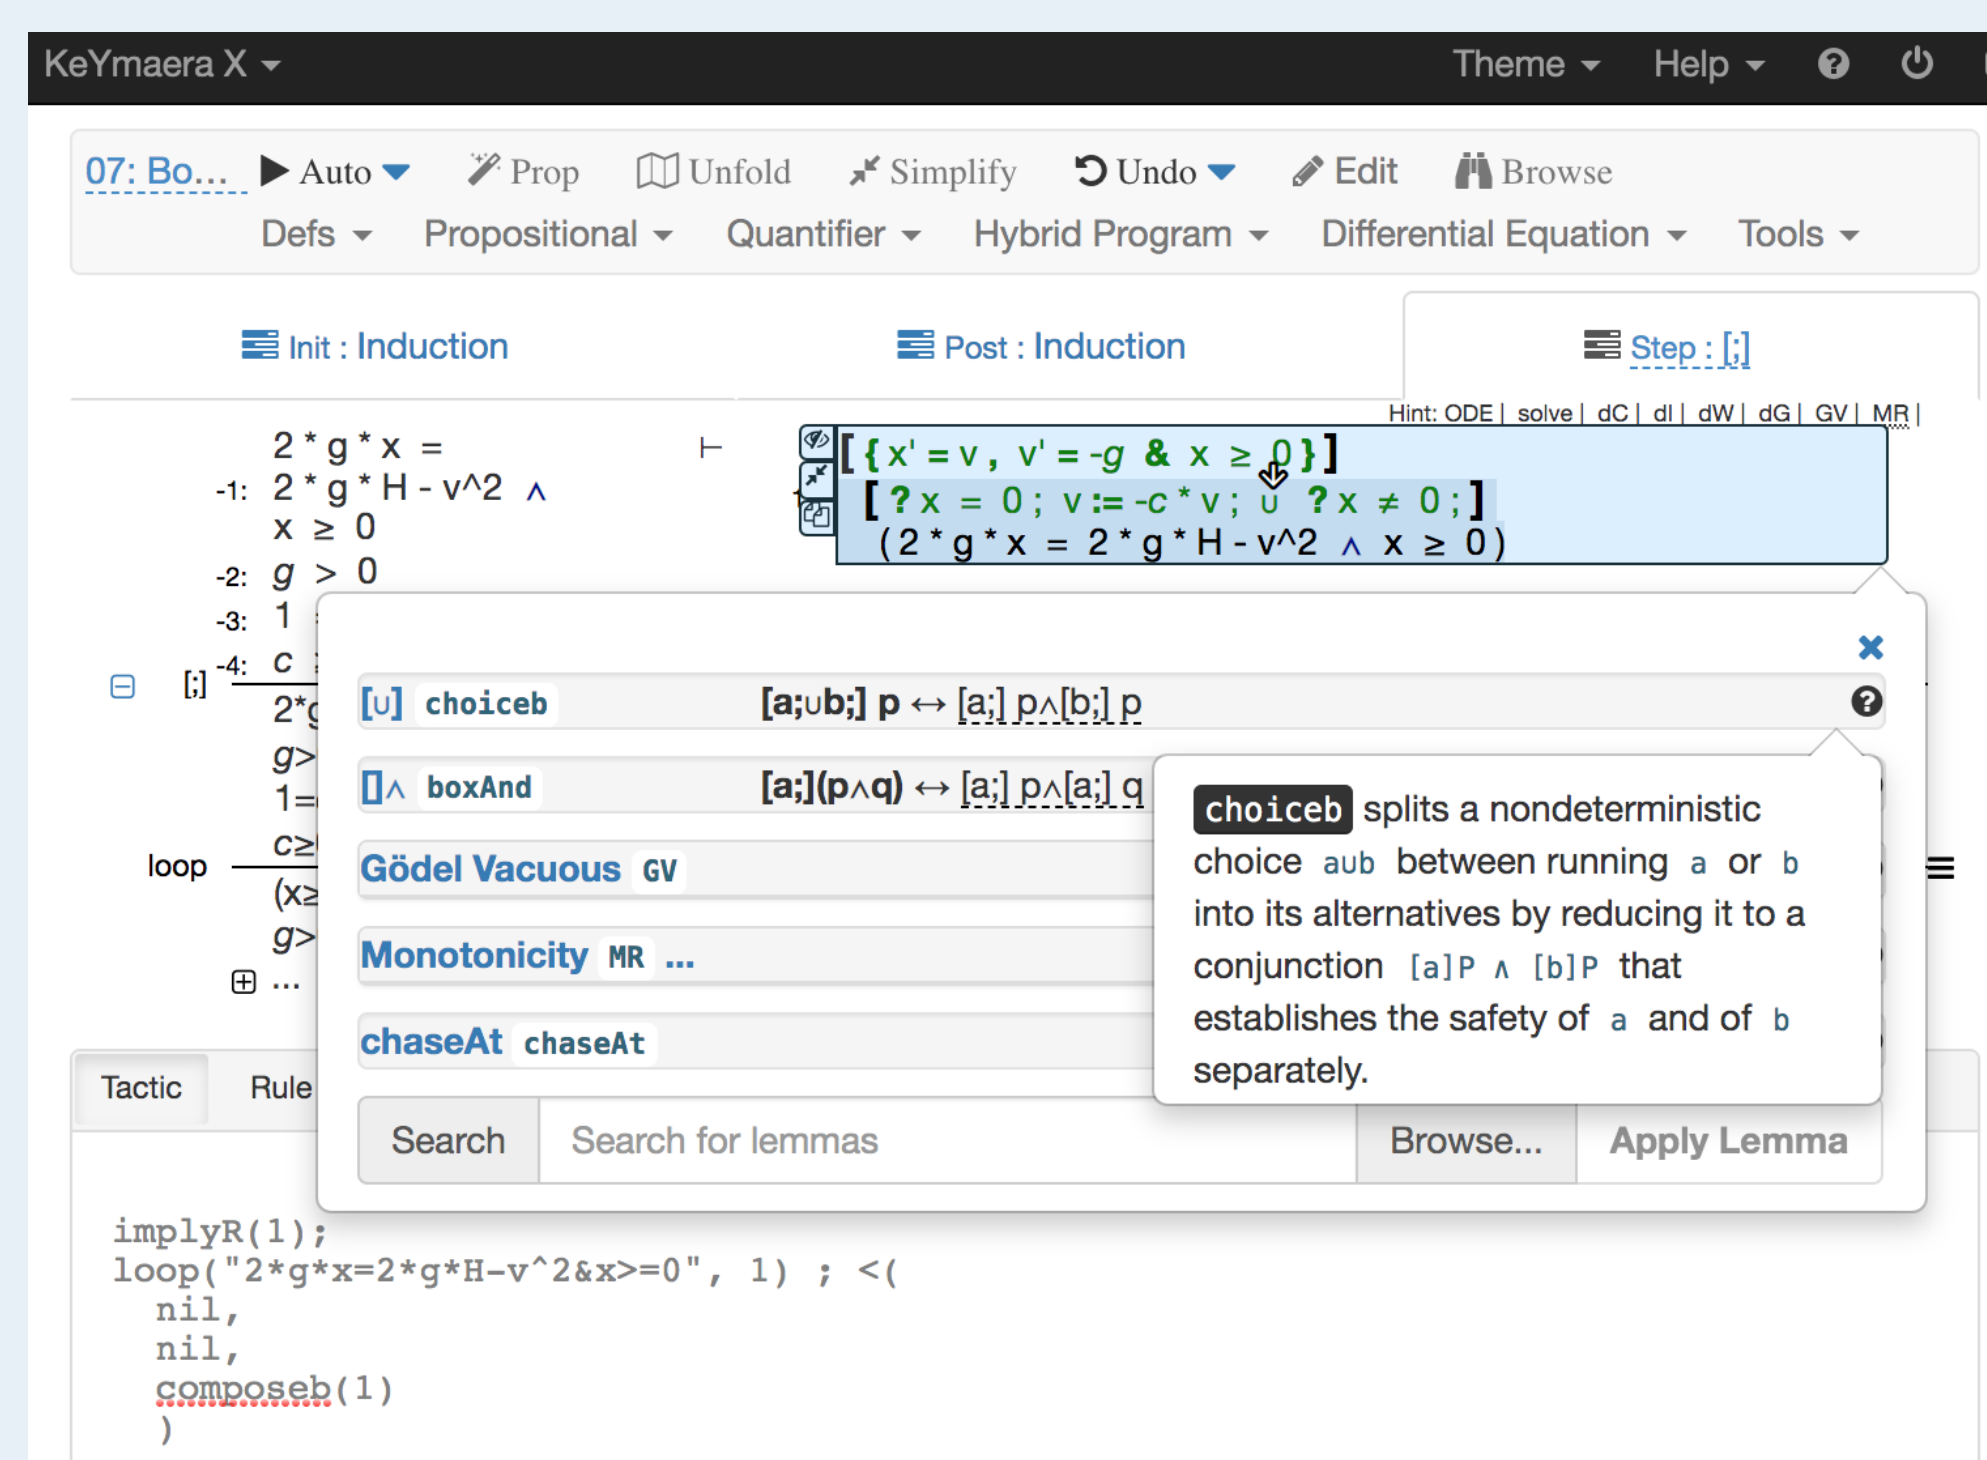 KeYmaera X Theme Help
07: Bo... Auto Prop Unfold Simplify Undo Edit Browse
Defs Propositional Quantifier Hybrid Program Differential Equation Tools
Init : Induction Post : Induction Step : [;]
Hint: ODE | solve | dC | dI | dW | dG | GV | MR |
-1: 2 * g * x =
2 * g * H - v^2 ∧
x ≥ 0
-2: g > 0
-3: 1
-4: c
⊢
[ { x' = v , v' = -g & x ≥ 0 } ]
[ ? x = 0 ; v := -c * v ; ∪ ? x ≠ 0 ; ]
( 2 * g * x = 2 * g * H - v^2 ∧ x ≥ 0 )
[;]
2*g
g>
1=
c≥
loop
(x≥
g>
...
[∪] choiceb [a;∪b;] p ↔ [a;] p∧[b;] p
[]∧ boxAnd [a;](p∧q) ↔ [a;] p∧[a;] q
Gödel Vacuous GV
Monotonicity MR ...
chaseAt chaseAt
Search Search for lemmas Browse... Apply Lemma
choiceb splits a nondeterministic
choice a∪b between running a or b
into its alternatives by reducing it to a
conjunction [a]P ∧ [b]P that
establishes the safety of a and of b
separately.
Tactic Rule
implyR(1);
loop("2*g*x=2*g*H-v^2&x>=0", 1) ; <(
nil,
nil,
composeb(1)
)